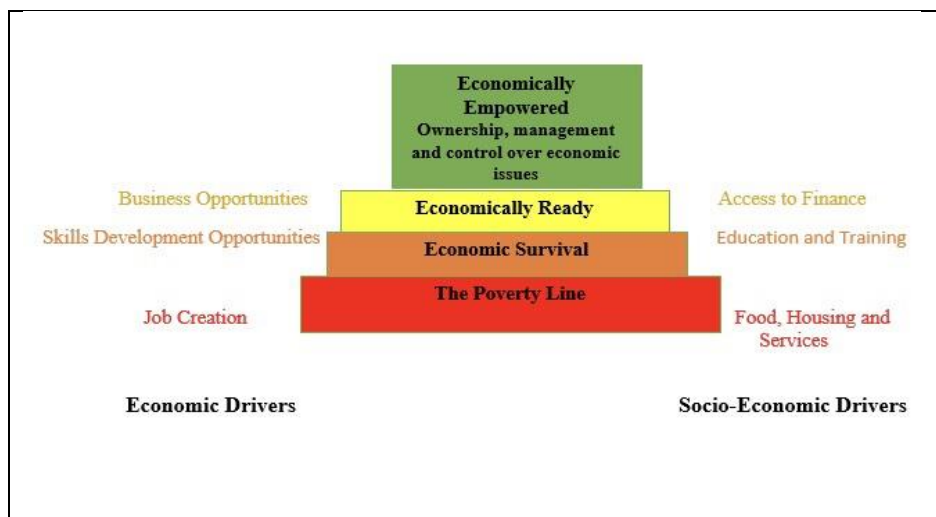 Economically
Empowered
Ownership, management
and control over economic
issues
Business Opportunities
Access to Finance
Economically Ready
Skills Development Opportunities
Education and Training
Economic Survival
The Poverty Line
Job Creation
Food, Housing and
Services
Economic Drivers
Socio-Economic Drivers